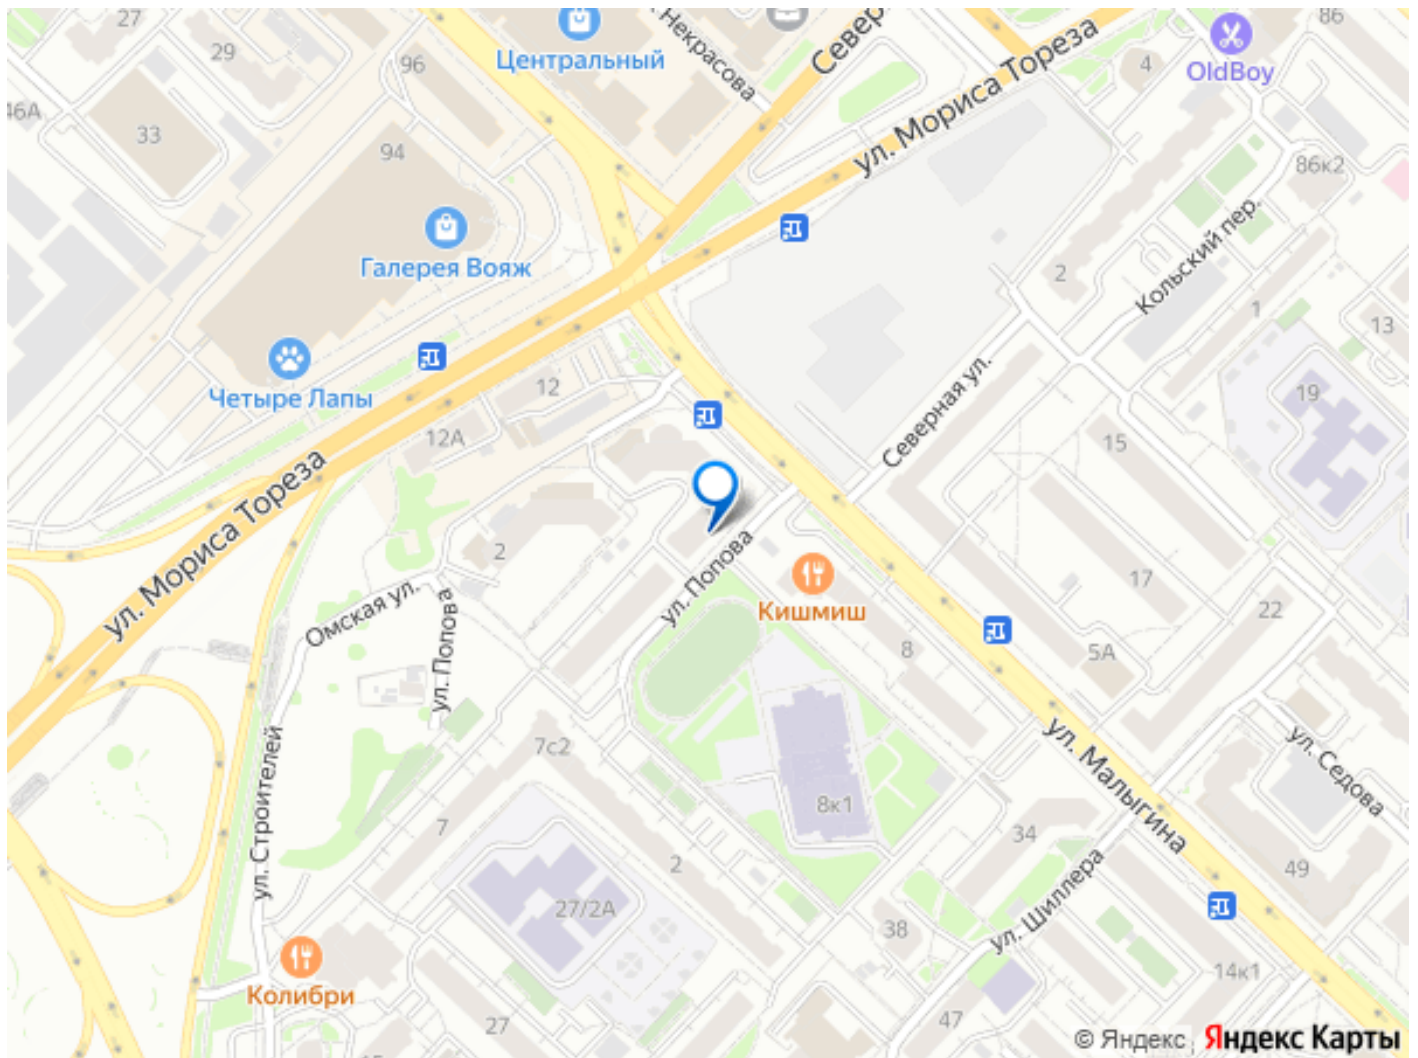 27
29
46А
33
96
94
Центральный
Некрасова
Север
ул. Мориса Тореза
4
OldBoy
86
86к2
Кольский пер.
Галерея Вояж
Четыре Лапы
12
12А
2
1
13
19
Северная ул.
15
ул. Мориса Тореза
2
Омская ул.
ул. Попова
ул. Попова
Кишмиш
8
17
22
5А
ул. Строителей
7с2
7
2
8к1
ул. Малыгина
ул. Седова
34
49
ул. Шиллера
27/2А
38
14к1
47
Колибри
27
© Яндекс Яндекс Карты